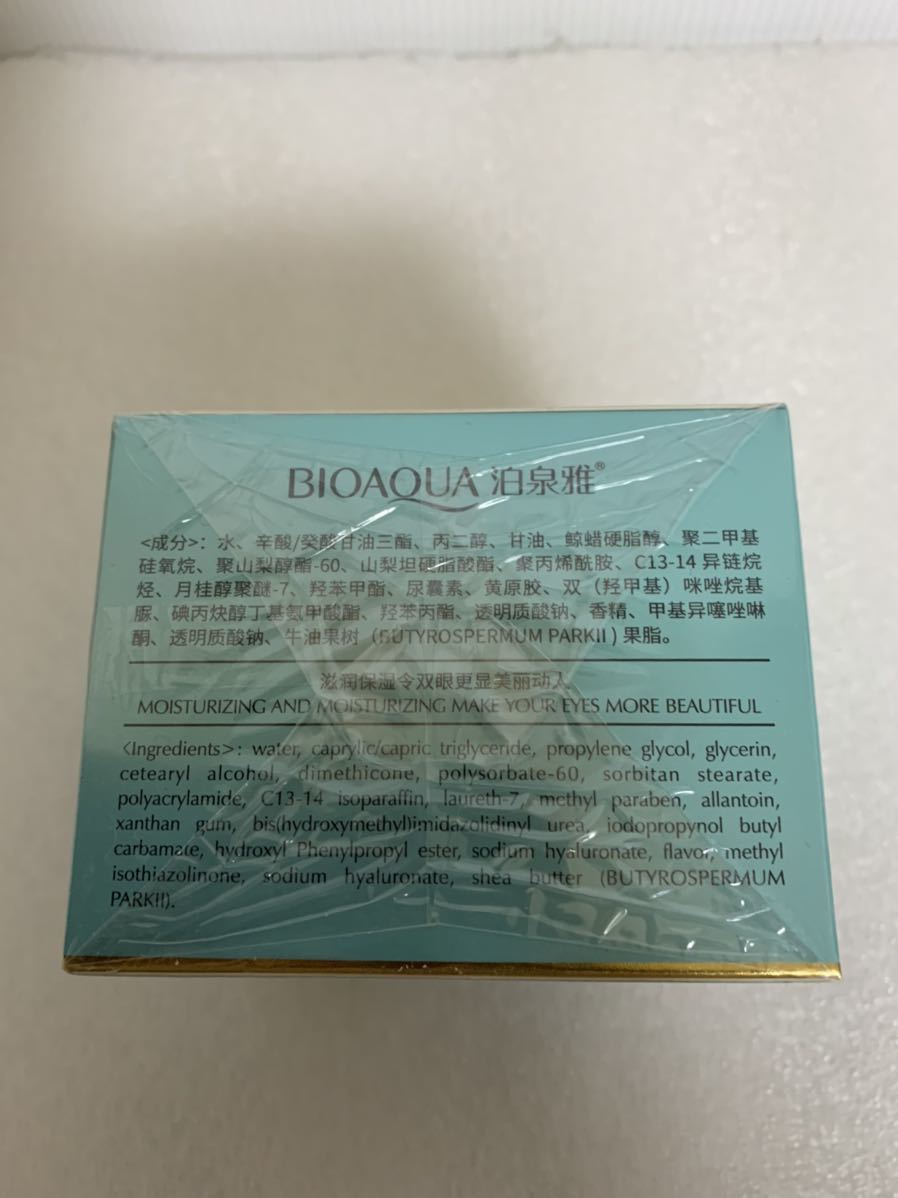 BIOAQUA 泊泉雅®
<成分>：水、辛酸/癸酸甘油三酯、丙二醇、甘油、鲸蜡硬脂醇、聚二甲基
硅氧烷、聚山梨醇酯-60、山梨坦硬脂酸酯、聚丙烯酰胺、C13-14 异链烷
烃、月桂醇聚醚-7、羟苯甲酯、尿囊素、黄原胶、双（羟甲基）咪唑烷基
脲、碘丙炔醇丁基氨甲酸酯、羟苯丙酯、透明质酸钠、香精、甲基异噻唑啉
酮、透明质酸钠、牛油果树（BUTYROSPERMUM PARKII ) 果脂。
滋润保湿令双眼更显美丽动人
MOISTURIZING AND MOISTURIZING MAKE YOUR EYES MORE BEAUTIFUL
<Ingredients>: water, caprylic/capric triglyceride, propylene glycol, glycerin,
cetearyl alcohol, dimethicone, polysorbate-60, sorbitan stearate,
polyacrylamide, C13-14 isoparaffin, laureth-7, methyl paraben, allantoin,
xanthan gum, bis(hydroxymethyl)imidazolidinyl urea, iodopropynol butyl
carbamate, hydroxyl Phenylpropyl ester, sodium hyaluronate, flavor, methyl
isothiazolinone, sodium hyaluronate, shea butter (BUTYROSPERMUM
PARKII).